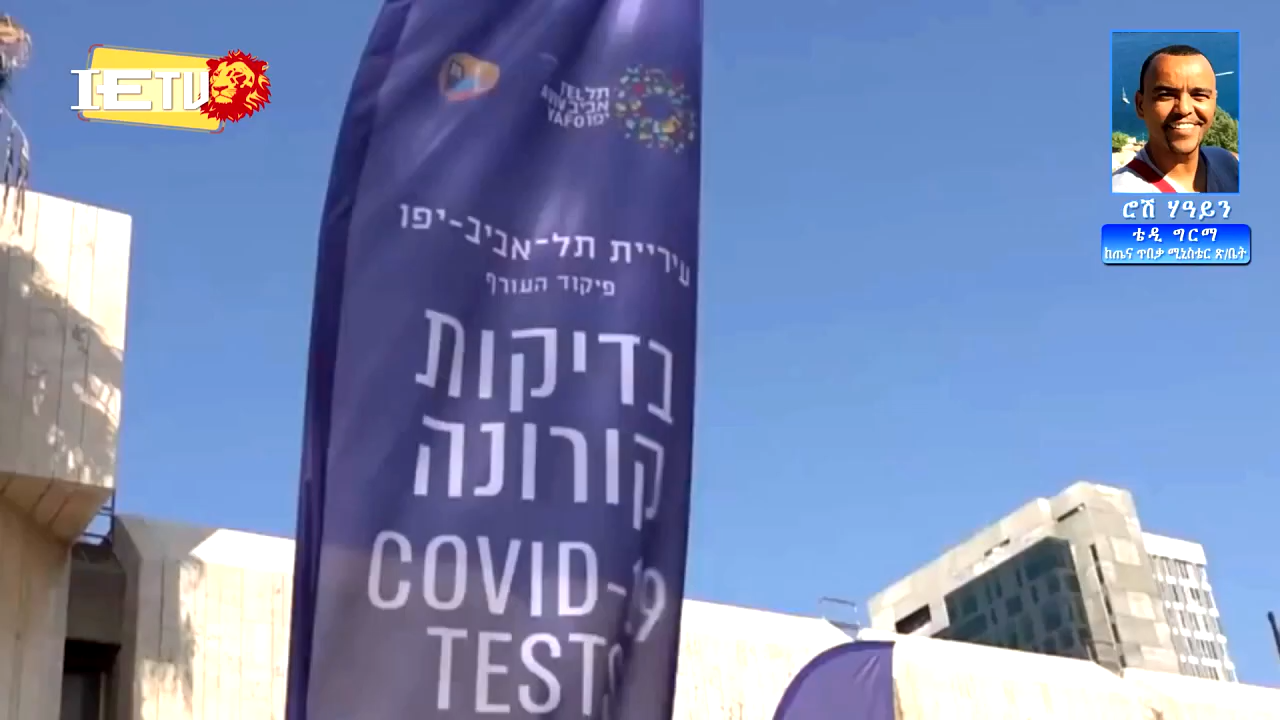 IETV
תל
TEL
אביב
AVIV
יפו
YAFO
עיריית תל-אביב-יפו
פיקוד העורף
בדיקות
קורונה
COVID-19
TESTS
ሮሽ ሃዓይን
ቴዲ ግርማ
ከጤና ጥበቃ ሚኒስቴር ጽ/ቤት